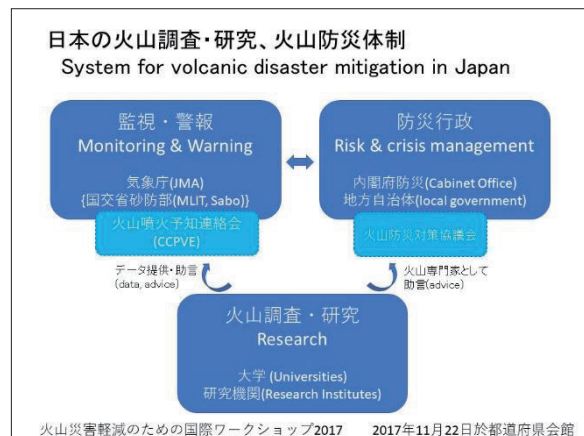 日本の火山調査・研究、火山防災体制
System for volcanic disaster mitigation in Japan
監視・警報
Monitoring & Warning
気象庁(JMA)
{国交省砂防部(MLIT, Sabo)}
火山噴火予知連絡会
(CCPVE)
防災行政
Risk & crisis management
内閣府防災(Cabinet Office)
地方自治体(local government)
火山防災対策協議会
データ提供・助言
(data, advice)
火山専門家として
助言(advice)
火山調査・研究
Research
大学 (Universities)
研究機関(Research Institutes)
火山災害軽減のための国際ワークショップ2017 2017年11月22日於都道府県会館